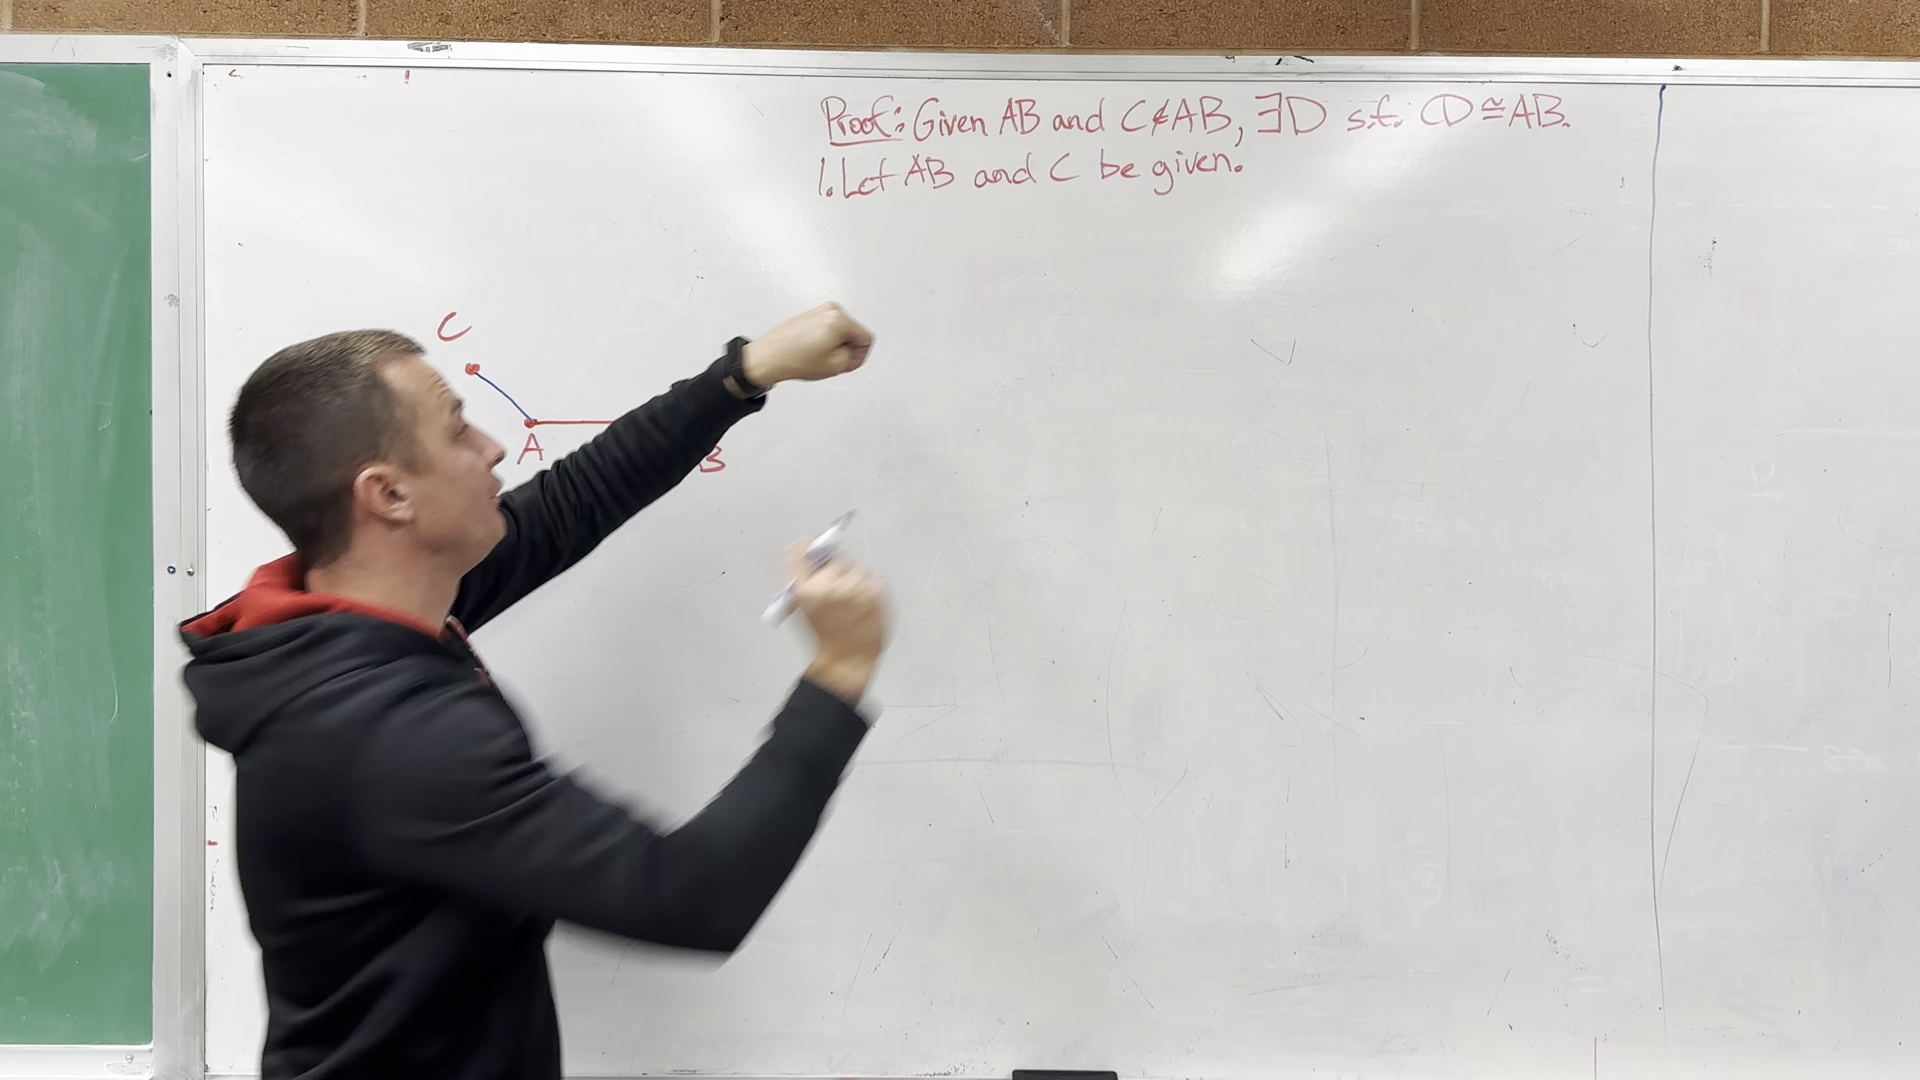 Proof: Given AB and C∉AB, ∃D s.t. CD≅AB.
1. Let AB and C be given.
C
A
B